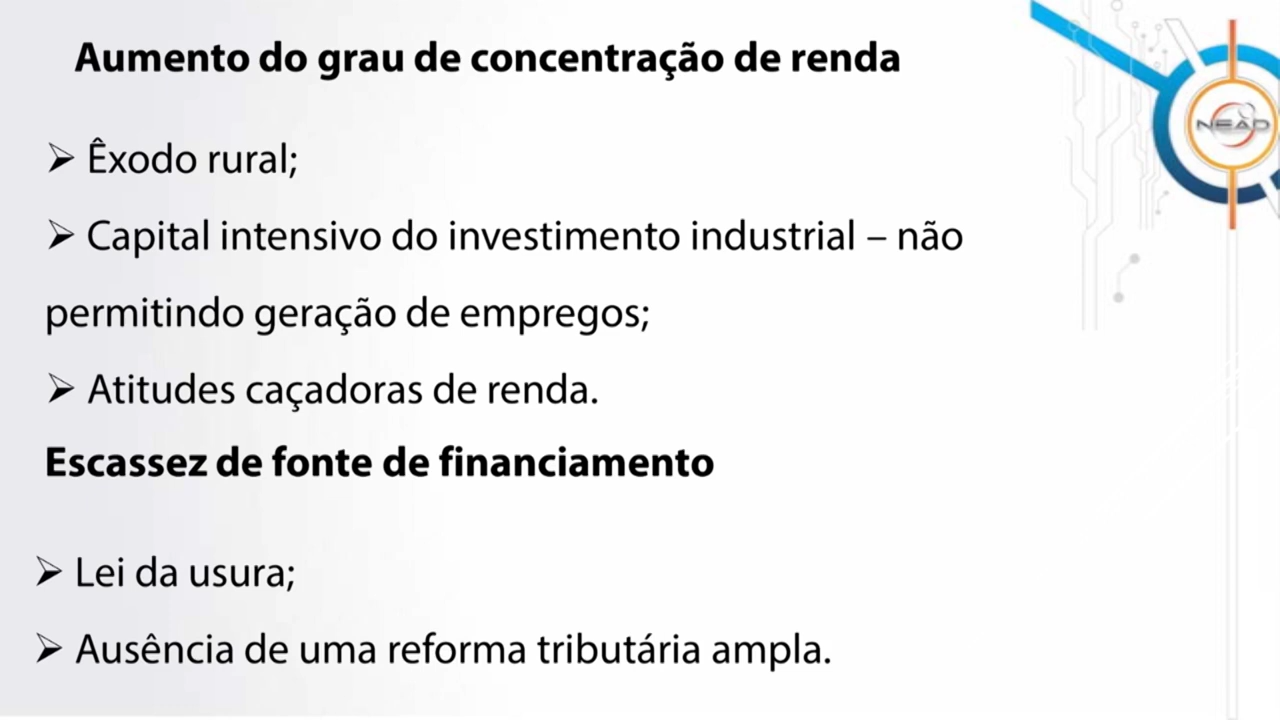 Aumento do grau de concentração de renda
NEAD
➢ Êxodo rural;
➢ Capital intensivo do investimento industrial – não
permitindo geração de empregos;
➢ Atitudes caçadoras de renda.
Escassez de fonte de financiamento
➢ Lei da usura;
➢ Ausência de uma reforma tributária ampla.